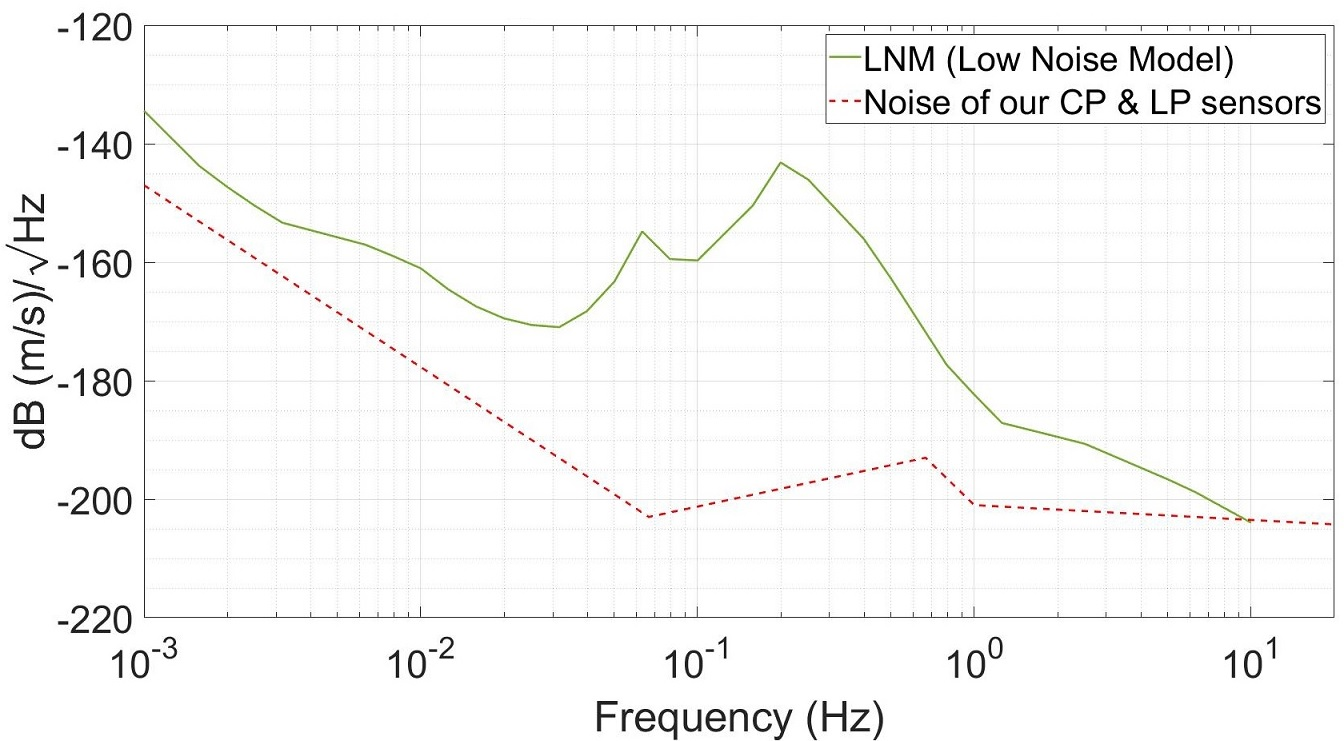 -120
-140
-160
-180
-200
-220
dB (m/s)/√Hz
LNM (Low Noise Model)
Noise of our CP & LP sensors
10-3
10-2
10-1
100
101
Frequency (Hz)